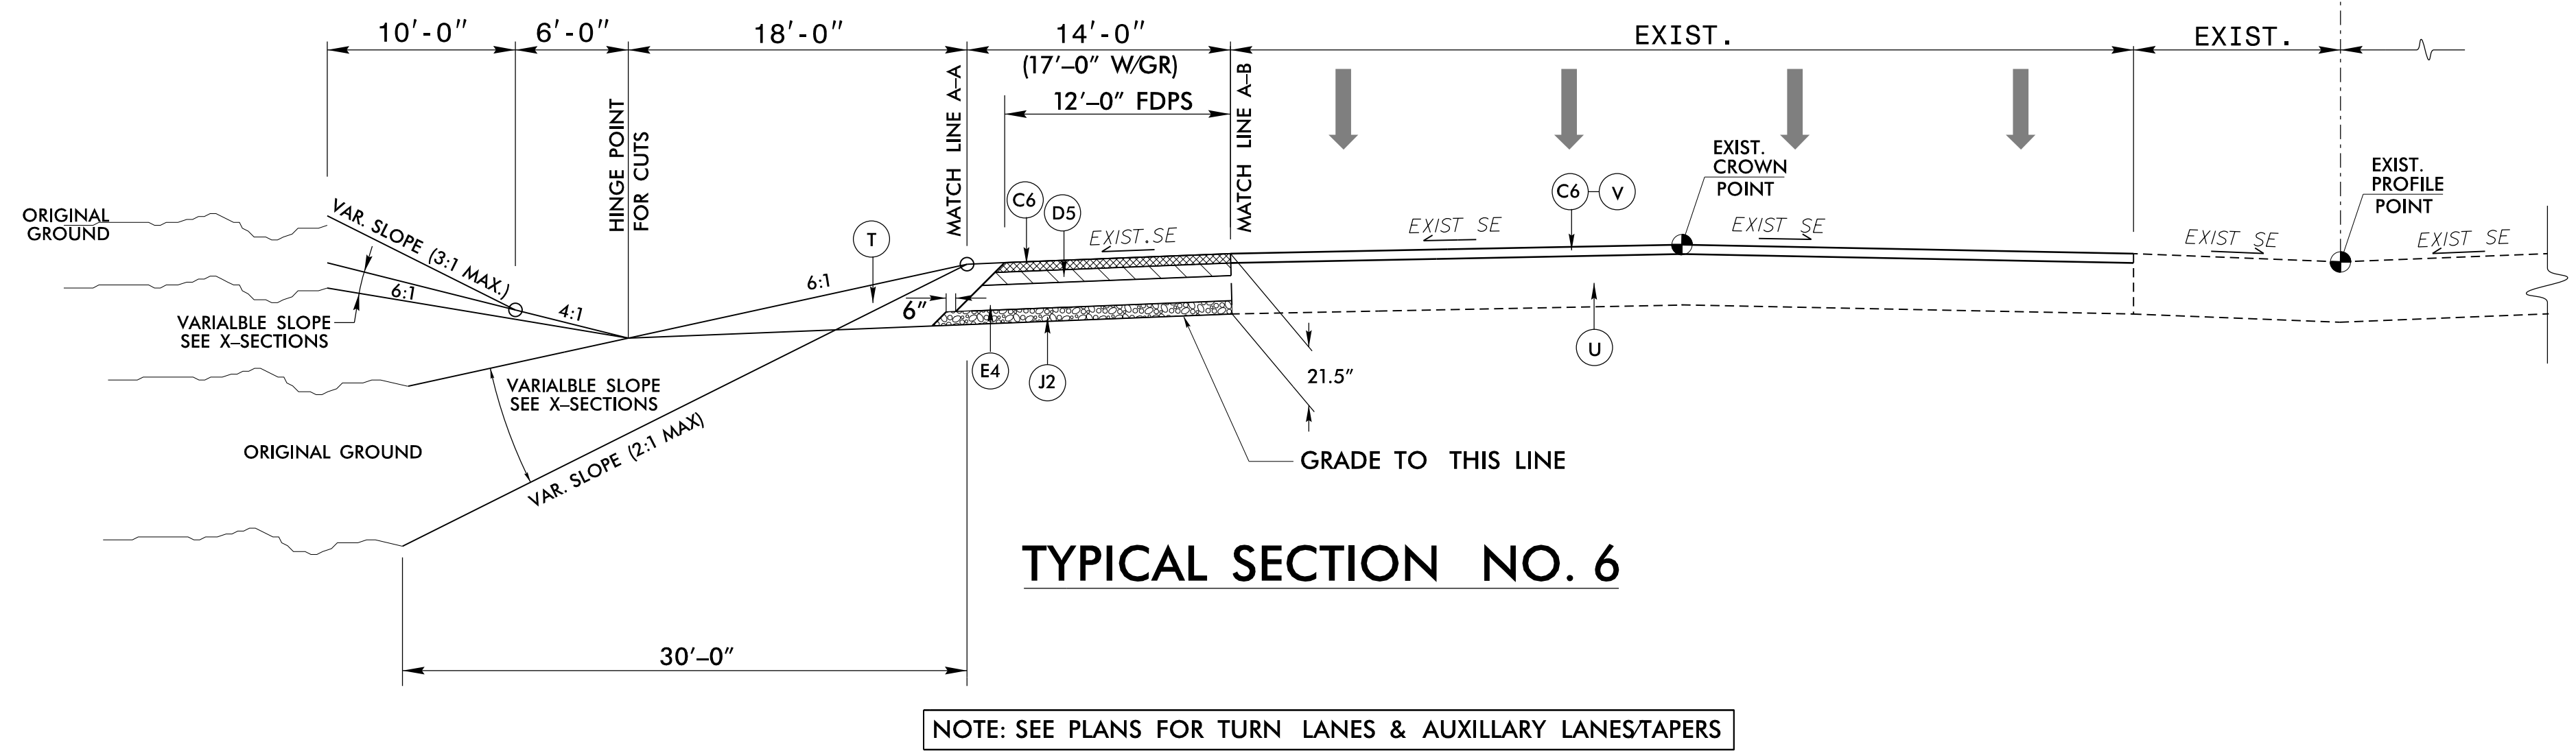 10'-0" 6'-0" 18'-0" 14'-0" EXIST. EXIST.
(17'–0" W/GR)
12'–0" FDPS
HINGE POINT
FOR CUTS
MATCH LINE A–A
MATCH LINE A–B
EXIST.
CROWN
POINT
EXIST.
PROFILE
POINT
ORIGINAL
GROUND
VAR. SLOPE (3:1 MAX.)
C6
D5
C6
V
T
EXIST.SE
EXIST SE
EXIST SE
EXIST SE
EXIST SE
6:1
4:1
6:1
6"
VARIALBLE SLOPE
SEE X–SECTIONS
E4
J2
U
21.5"
VARIALBLE SLOPE
SEE X–SECTIONS
ORIGINAL GROUND
VAR. SLOPE (2:1 MAX)
GRADE TO THIS LINE
TYPICAL SECTION NO. 6
30'–0"
NOTE: SEE PLANS FOR TURN LANES & AUXILLARY LANES/TAPERS